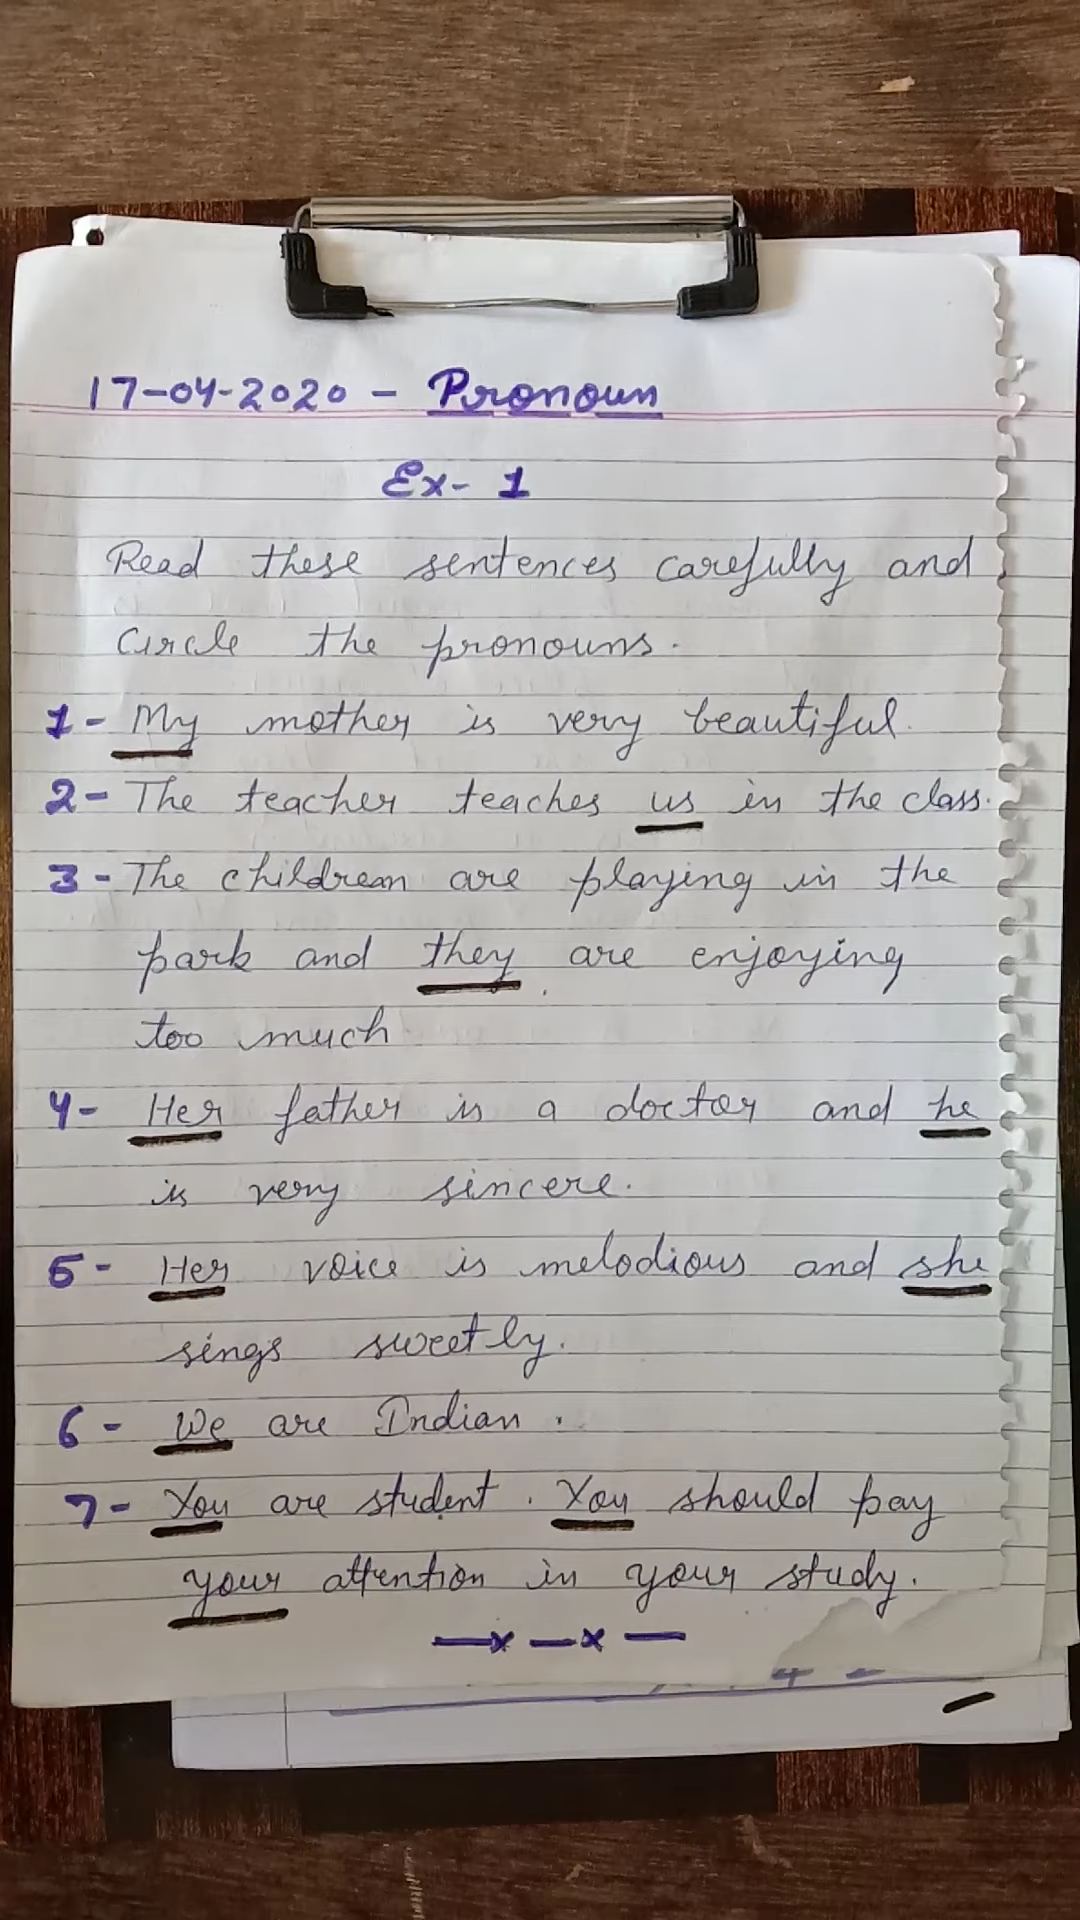 17-04-2020 - Pronoun
Ex- 1
Read these sentences carefully and
circle the pronouns.
1- My mother is very beautiful.
2- The teacher teaches us in the class.
3- The childrean are playing in the
park and they are enjoying
too much
4- Her father is a doctor and he
is very sincere.
5- Her voice is melodious and she
sings sweetly.
6- We are Indian.
7- You are student. You should pay
your attention in your study.